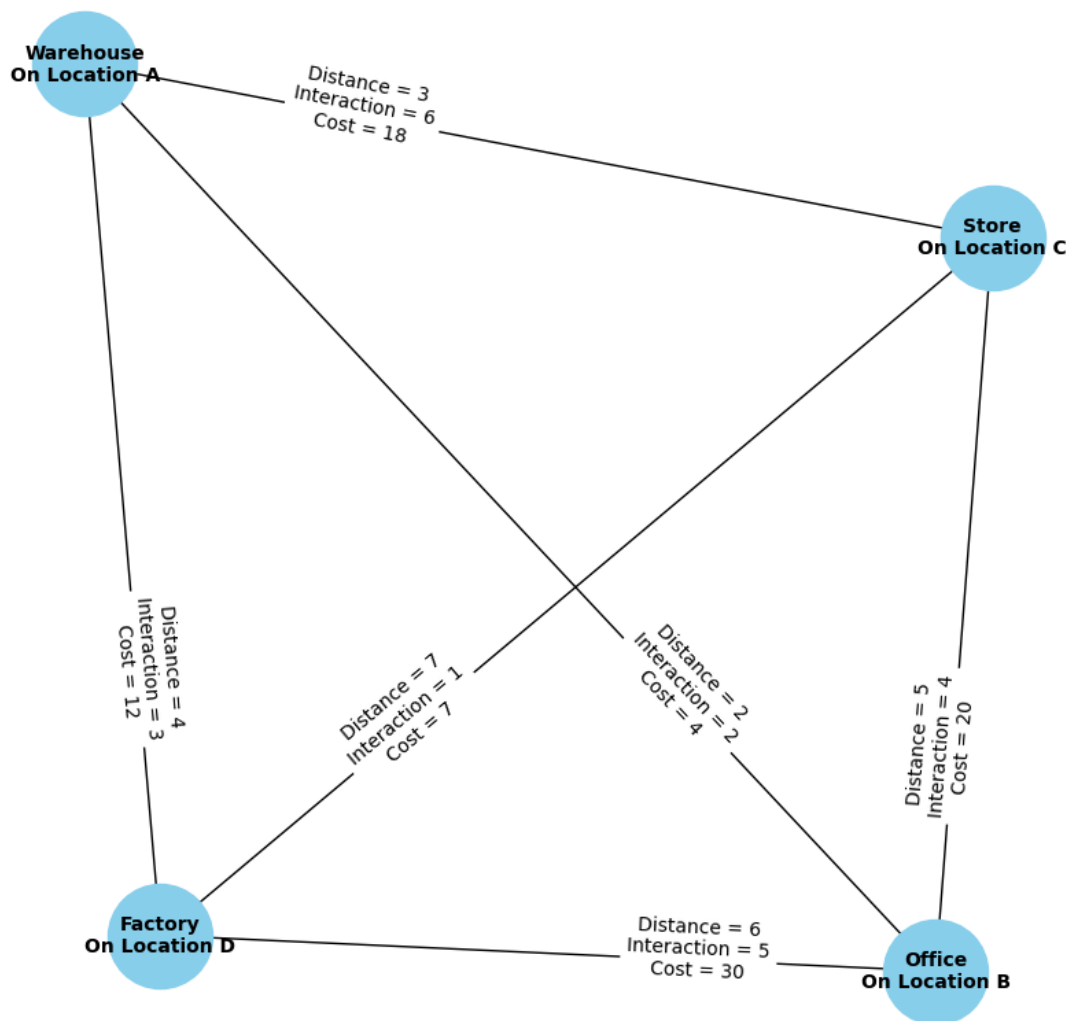 Warehouse
On Location A
Distance = 3
Interaction = 6
Cost = 18
Store
On Location C
Distance = 4
Interaction = 3
Cost = 12
Distance = 7
Interaction = 1
Cost = 7
Distance = 2
Interaction = 2
Cost = 4
Distance = 5
Interaction = 4
Cost = 20
Factory
On Location D
Distance = 6
Interaction = 5
Cost = 30
Office
On Location B